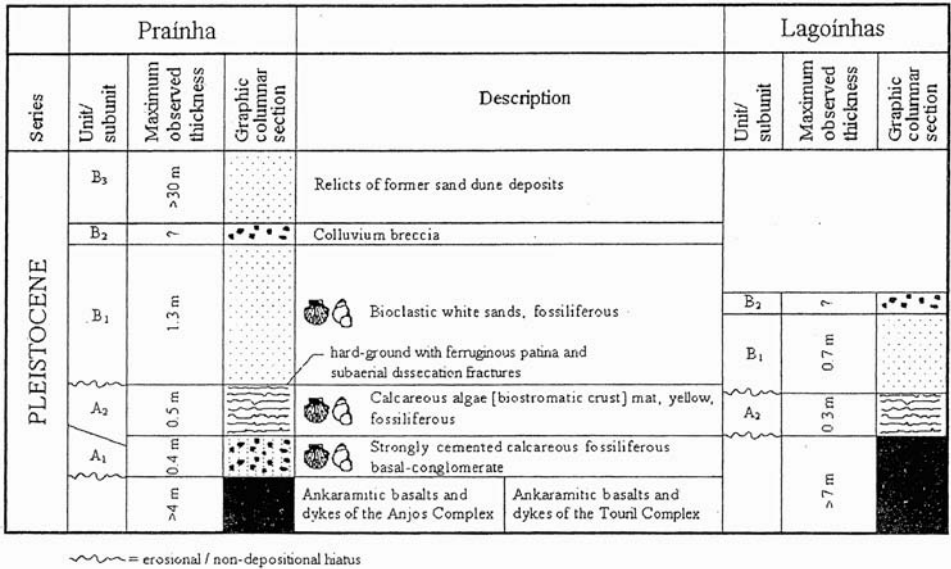 Praínha
Lagoínhas
Series
Unit/
subunit
Maximum
observed
thickness
Graphic
columnar
section
Description
Unit/
subunit
Maximum
observed
thickness
Graphic
columnar
section
PLEISTOCENE
B3
>30 m
Relicts of former sand dune deposits
B2
?
Colluvium breccia
B1
1.3 m
Bioclastic white sands, fossiliferous
hard-ground with ferruginous patina and
subaerial dissecation fractures
A2
0.5 m
Calcareous algae [biostromatic crust] mat, yellow,
fossiliferous
A1
0.4 m
Strongly cemented calcareous fossiliferous
basal-conglomerate
>4 m
Ankaramitic basalts and
dykes of the Anjos Complex
Ankaramitic basalts and
dykes of the Touril Complex
B2
?
B1
0.7 m
A2
0.3 m
>7 m
= erosional / non-depositional hiatus